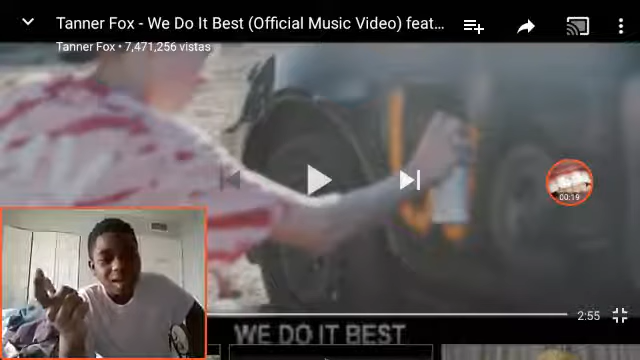 Tanner Fox - We Do It Best (Official Music Video) feat…
Tanner Fox • 7,471,256 vistas
00:19
2:55
WE DO IT BEST